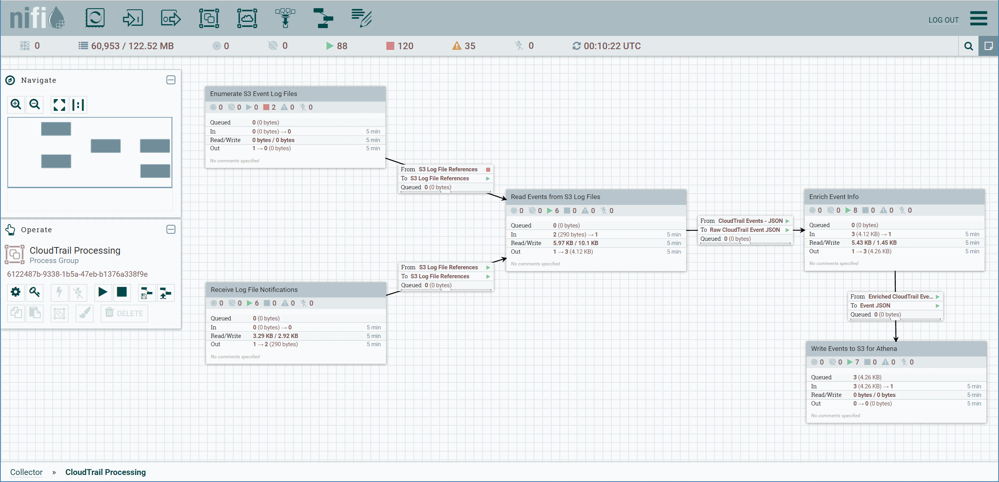 nifi
LOG OUT
0 60,953 / 122.52 MB 0 0 88 120 35 0 00:10:22 UTC
Navigate
Operate
CloudTrail Processing
Process Group
6122487b-9338-1b5a-47eb-b1376a338f9e
DELETE
Enumerate S3 Event Log Files
0 0 0 2 0 0
Queued 0 (0 bytes)
In 0 (0 bytes) → 0 5 min
Read/Write 0 bytes / 0 bytes 5 min
Out 1 → 0 (0 bytes) 5 min
No comments specified
From S3 Log File References
To S3 Log File References
Queued 0 (0 bytes)
Receive Log File Notifications
0 0 6 0 0 0
Queued 0 (0 bytes)
In 0 (0 bytes) → 0 5 min
Read/Write 3.29 KB / 2.92 KB 5 min
Out 1 → 2 (290 bytes) 5 min
No comments specified
From S3 Log File References
To S3 Log File References
Queued 0 (0 bytes)
Read Events from S3 Log Files
0 0 6 0 0 0
Queued 0 (0 bytes)
In 2 (290 bytes) → 1 5 min
Read/Write 5.97 KB / 10.1 KB 5 min
Out 1 → 3 (4.12 KB) 5 min
No comments specified
From CloudTrail Events - JSON
To Raw CloudTrail Event JSON
Queued 0 (0 bytes)
Enrich Event Info
0 0 8 0 0 0
Queued 0 (0 bytes)
In 3 (4.12 KB) → 1 5 min
Read/Write 5.43 KB / 1.45 KB 5 min
Out 1 → 3 (4.26 KB) 5 min
No comments specified
From Enriched CloudTrail Eve...
To Event JSON
Queued 0 (0 bytes)
Write Events to S3 for Athena
0 0 7 0 0 0
Queued 3 (4.26 KB)
In 3 (4.26 KB) → 1 5 min
Read/Write 0 bytes / 0 bytes 5 min
Out 0 → 0 (0 bytes) 5 min
No comments specified
Collector » CloudTrail Processing